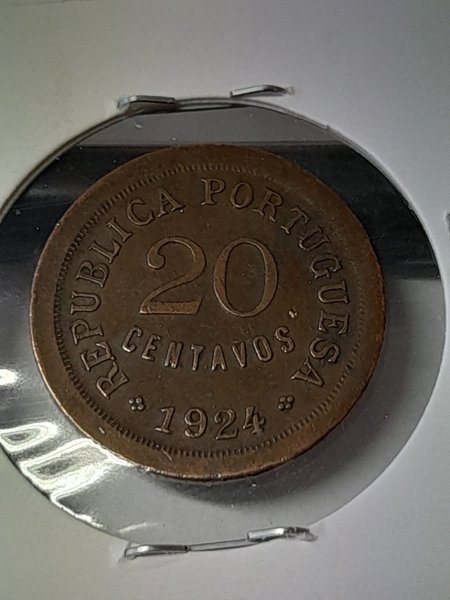 REPUBLICA PORTUGUESA
20
CENTAVOS
1924